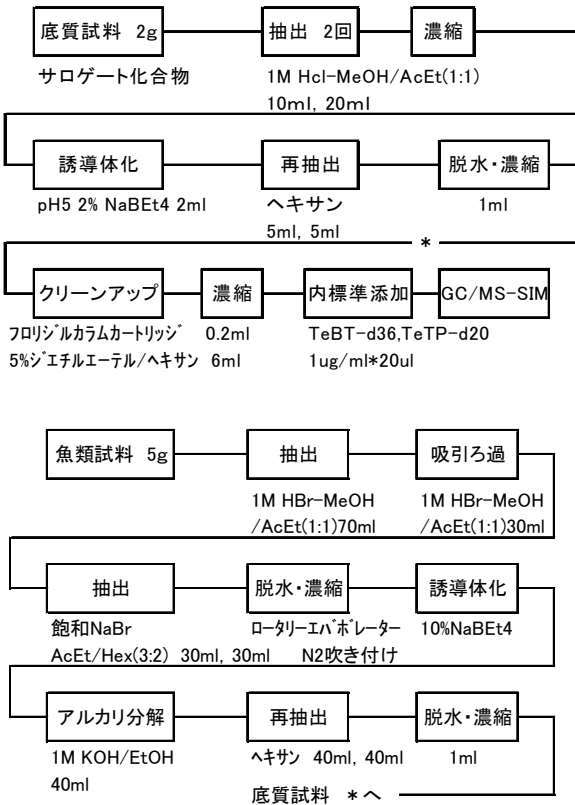 底質試料 2g 抽出 2回 濃縮
サロゲート化合物 1M Hcl-MeOH/AcEt(1:1)
10ml, 20ml
誘導体化 再抽出 脱水・濃縮
pH5 2% NaBEt4 2ml ヘキサン 1ml
5ml, 5ml
*
クリーンアップ 濃縮 内標準添加 GC/MS-SIM
フロリジルカラムカートリッジ 0.2ml TeBT-d36,TeTP-d20
5%ジエチルエーテル/ヘキサン 6ml 1ug/ml*20ul
魚類試料 5g 抽出 吸引ろ過
1M HBr-MeOH 1M HBr-MeOH
/AcEt(1:1)70ml /AcEt(1:1)30ml
抽出 脱水・濃縮 誘導体化
飽和NaBr ロータリーエバポレーター 10%NaBEt4
AcEt/Hex(3:2) 30ml, 30ml N2吹き付け
アルカリ分解 再抽出 脱水・濃縮
1M KOH/EtOH ヘキサン 40ml, 40ml 1ml
40ml
底質試料 *へ